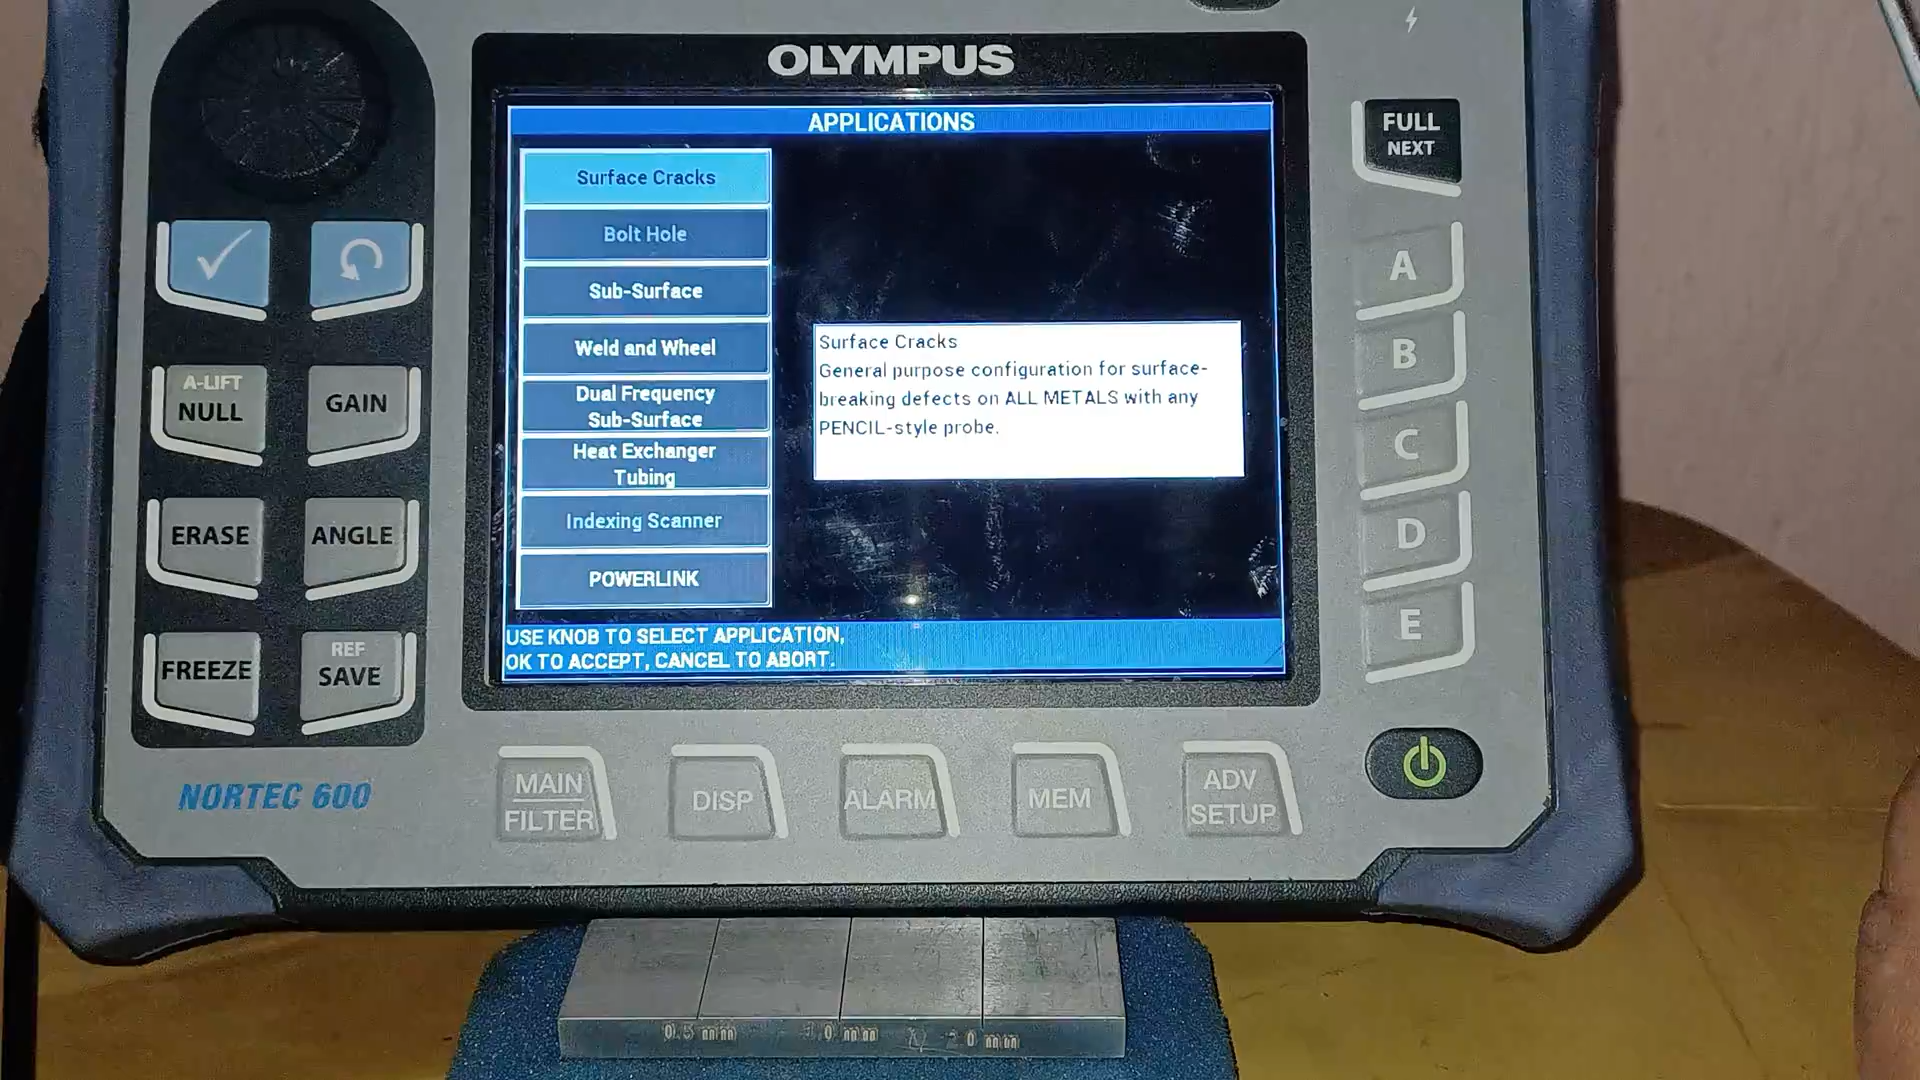 OLYMPUS
APPLICATIONS
Surface Cracks
Bolt Hole
Sub-Surface
Weld and Wheel
Dual Frequency
Sub-Surface
Heat Exchanger
Tubing
Indexing Scanner
POWERLINK
Surface Cracks
General purpose configuration for surface-
breaking defects on ALL METALS with any
PENCIL-style probe.
USE KNOB TO SELECT APPLICATION,
OK TO ACCEPT, CANCEL TO ABORT.
A-LIFT
NULL
GAIN
ERASE
ANGLE
FREEZE
REF
SAVE
FULL
NEXT
A
B
C
D
E
NORTEC 600
MAIN
FILTER
DISP
ALARM
MEM
ADV
SETUP
0.5 mm
1.0 mm
2.0 mm